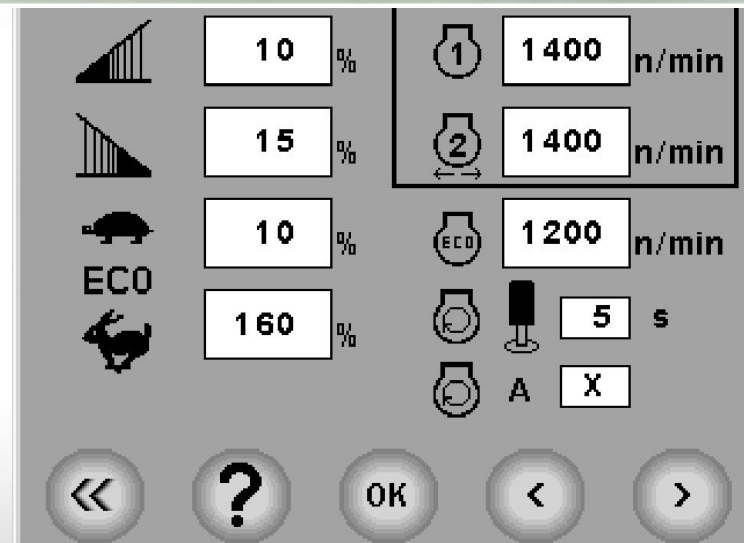 10 % 1 1400 n/min
15 % 2 1400 n/min
10 % ECO 1200 n/min
ECO
160 % 5 s
A X
« ? OK < >